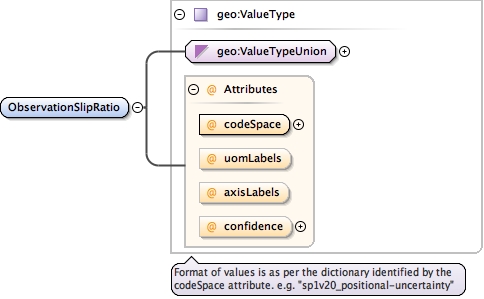 geo:ValueType
geo:ValueTypeUnion
ObservationSlipRatio
@ Attributes
@ codeSpace
@ uomLabels
@ axisLabels
@ confidence
Format of values is as per the dictionary identified by the
codeSpace attribute. e.g. "sp1v20_positional-uncertainty"